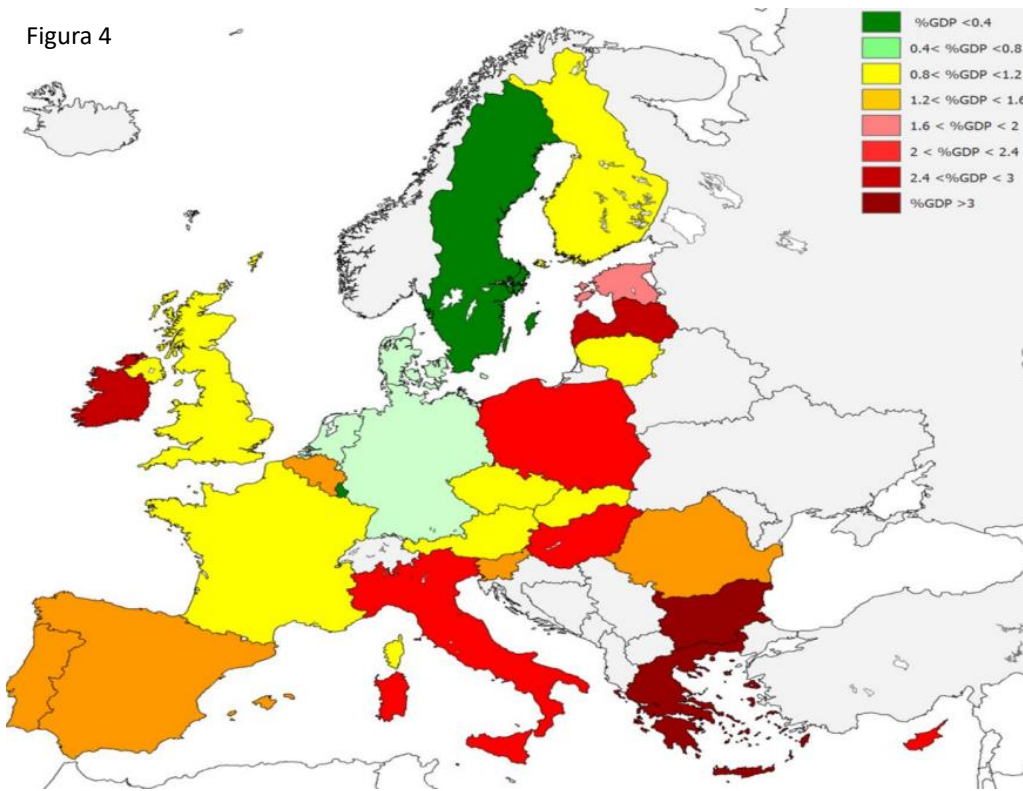 Figura 4
%GDP <0.4
0.4< %GDP <0.8
0.8< %GDP <1.2
1.2< %GDP < 1.6
1.6 < %GDP < 2
2 < %GDP < 2.4
2.4 <%GDP < 3
%GDP >3